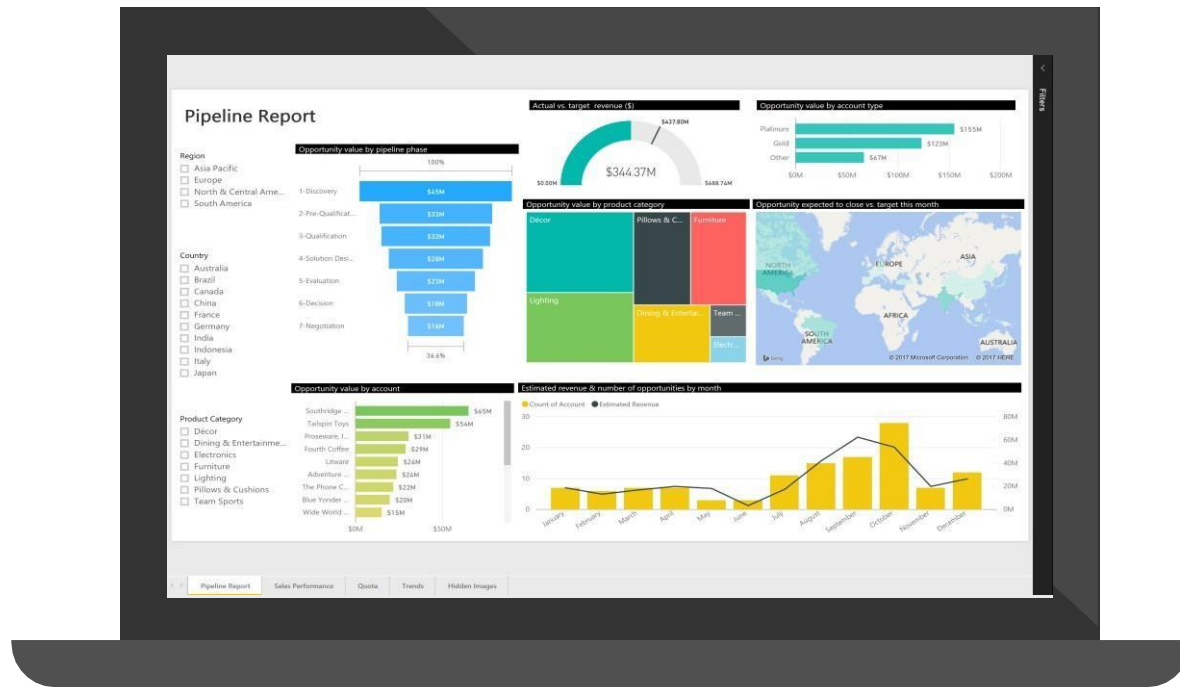 Pipeline Report
Region
Asia Pacific
Europe
North & Central Ame...
South America
Country
Australia
Brazil
Canada
China
France
Germany
India
Indonesia
Italy
Japan
Product Category
Décor
Dining & Entertainme...
Electronics
Furniture
Lighting
Pillows & Cushions
Team Sports
Opportunity value by pipeline phase
100%
1-Discovery $45M
2-Pre-Qualificat... $33M
3-Qualification $32M
4-Solution Desi... $28M
5-Evaluation $23M
6-Decision $18M
7-Negotiation $16M
36.6%
Actual vs. target revenue ($)
$437.80M
$344.37M
$0.00M
$688.74M
Opportunity value by account type
Platinum $155M
Gold $123M
Other $67M
$0M $50M $100M $150M $200M
Opportunity value by product category
Décor
Pillows & C...
Furniture
Lighting
Dining & Entertai...
Team ...
Electr...
Opportunity expected to close vs. target this month
NORTH AMERICA
EUROPE
ASIA
AFRICA
SOUTH AMERICA
AUSTRALIA
bing
© 2017 Microsoft Corporation © 2017 HERE
Opportunity value by account
Southridge ... $65M
Tailspin Toys $54M
Proseware, I... $31M
Fourth Coffee $29M
Litware $24M
Adventure ... $24M
The Phone C... $22M
Blue Yonder ... $20M
Wide World ... $15M
$0M $50M
Estimated revenue & number of opportunities by month
Count of Account Estimated Revenue
30 80M
60M
20
40M
10
20M
0 0M
January February March April May June July August September October November December
Filters
Pipeline Report Sales Performance Quota Trends Hidden Images